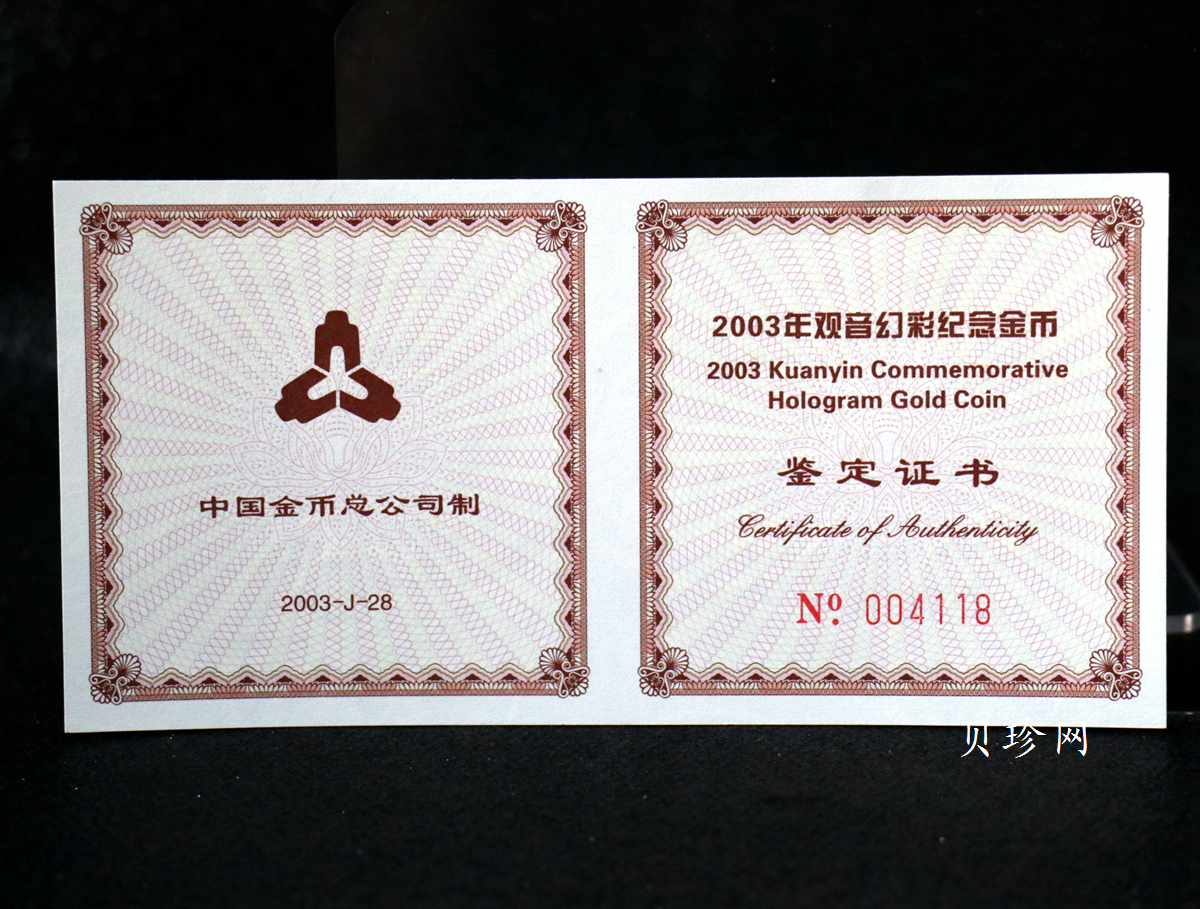 中国金币总公司制
2003-J-28
2003年观音幻彩纪念金币
2003 Kuanyin Commemorative
Hologram Gold Coin
鉴定证书
Certificate of Authenticity
Nº 004118
贝珍网